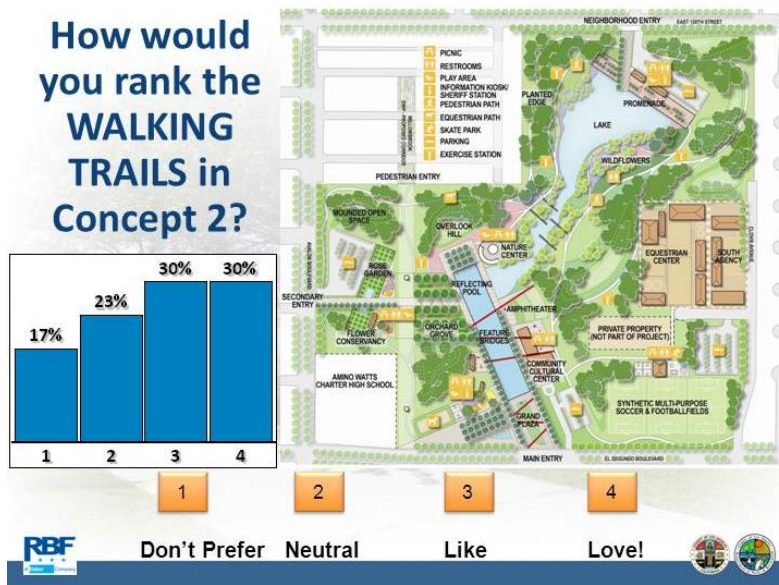 How would
you rank the
WALKING
TRAILS in
Concept 2?
17%
23%
30%
30%
1
2
3
4
NEIGHBORHOOD ENTRY
EAST 120TH STREET
PICNIC
RESTROOMS
PLAY AREA
INFORMATION KIOSK/
SHERIFF STATION
PEDESTRIAN PATH
EQUESTRIAN PATH
SKATE PARK
PARKING
EXERCISE STATION
PLANTED
EDGE
PROMENADE
LAKE
WILDFLOWERS
PEDESTRIAN ENTRY
MOUNDED OPEN
SPACE
OVERLOOK
HILL
NATURE
CENTER
EQUESTRIAN
CENTER
SOUTH
AGENCY
ROSE
GARDEN
REFLECTING
POOL
SECONDARY
ENTRY
AMPHITHEATER
FLOWER
CONSERVANCY
ORCHARD
GROVE
FEATURE
BRIDGES
PRIVATE PROPERTY
(NOT PART OF PROJECT)
COMMUNITY
CULTURAL
CENTER
AMINO WATTS
CHARTER HIGH SCHOOL
SYNTHETIC MULTI-PURPOSE
SOCCER & FOOTBALLFIELDS
GRAND
PLAZA
MAIN ENTRY
EL SEGUNDO BOULEVARD
1
2
3
4
Don't Prefer
Neutral
Like
Love!
RBF
Company